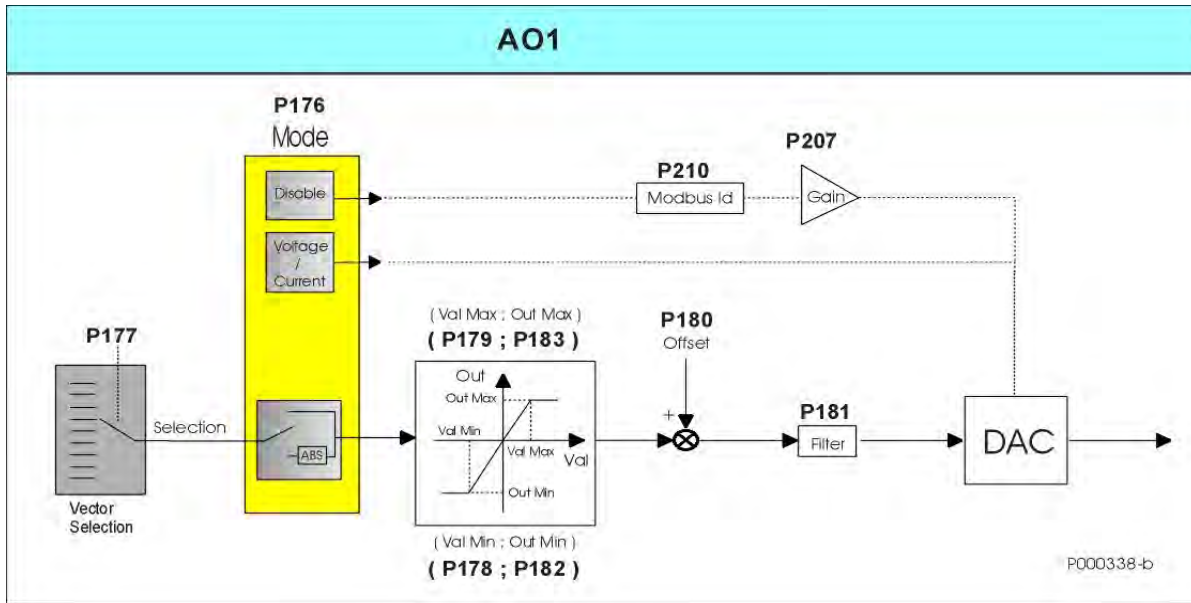 AO1
P176
Mode
P207
P210
Disable
Modbus Id
Gain
Voltage
/
Current
( Val Max ; Out Max )
( P179 ; P183 )
P180
Offset
P177
Out
Out Max
P181
Selection
Val Min
ABS
Val Max
Val
+
Filter
DAC
Out Min
Vector
Selection
( Val Min ; Out Min )
( P178 ; P182 )
P000338-b